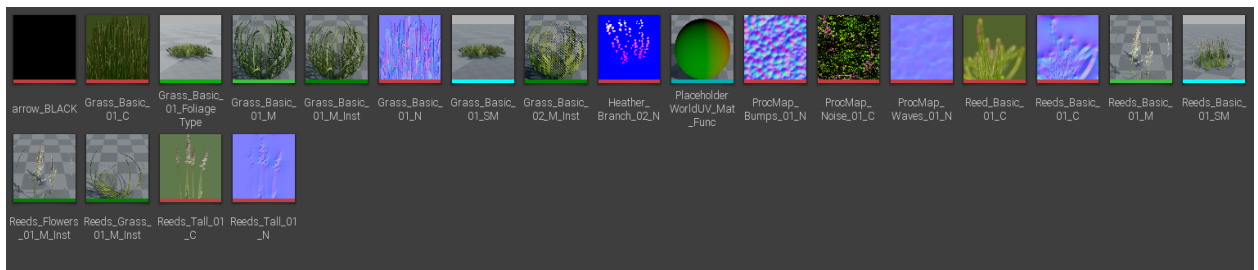 arrow_BLACK
Grass_Basic_
01_C
Grass_Basic_
01_Foliage
Type
Grass_Basic_
01_M
Grass_Basic_
01_M_Inst
Grass_Basic_
01_N
Grass_Basic_
01_SM
Grass_Basic_
02_M_Inst
Heather_
Branch_02_N
Placeholder
WorldUV_Mat
_Func
ProcMap_
Bumps_01_N
ProcMap_
Noise_01_C
ProcMap_
Waves_01_N
Reed_Basic_
01_C
Reeds_Basic_
01_C
Reeds_Basic_
01_M
Reeds_Basic_
01_SM
Reeds_Flowers
_01_M_Inst
Reeds_Grass_
01_M_Inst
Reeds_Tall_01
_C
Reeds_Tall_01
_N